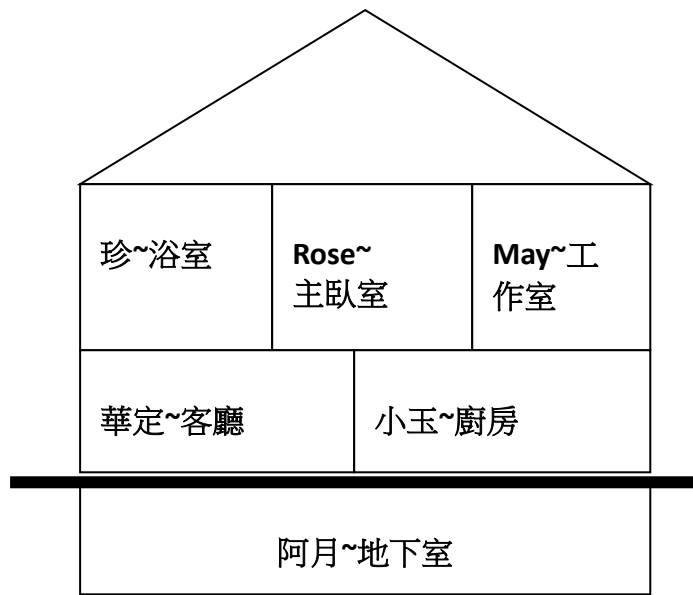 珍~浴室
Rose~
主臥室
May~工
作室
華定~客廳
小玉~廚房
阿月~地下室